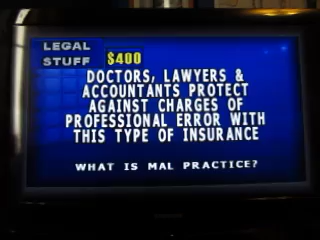 LEGAL
STUFF $400
DOCTORS, LAWYERS &
ACCOUNTANTS PROTECT
AGAINST CHARGES OF
PROFESSIONAL ERROR WITH
THIS TYPE OF INSURANCE
WHAT IS MAL PRACTICE?